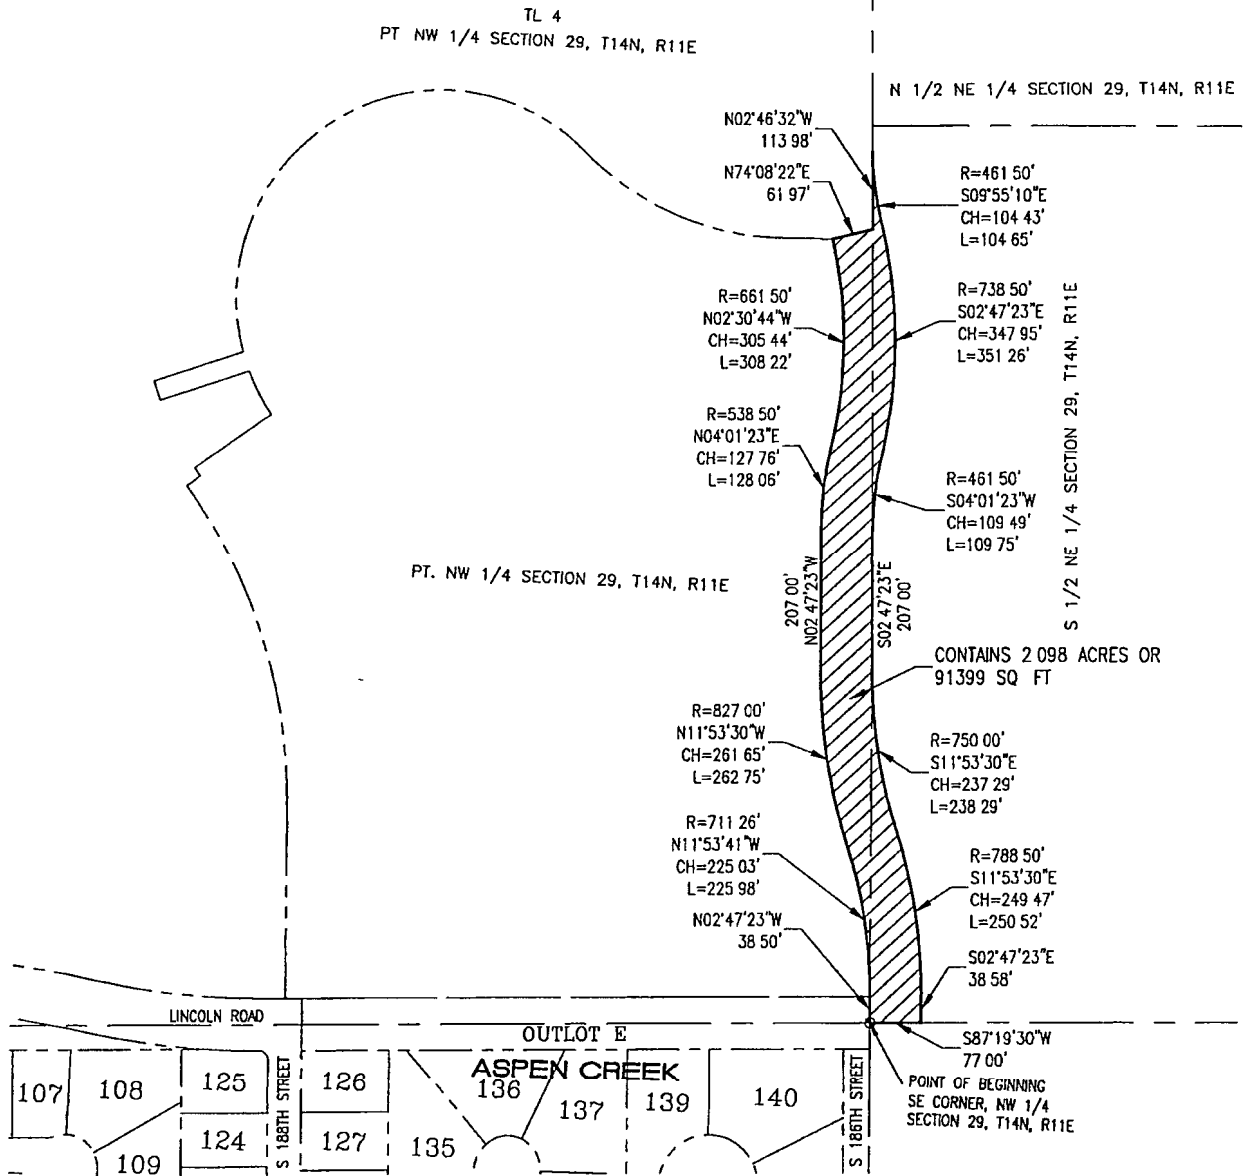 TL 4
PT NW 1/4 SECTION 29, T14N, R11E
N 1/2 NE 1/4 SECTION 29, T14N, R11E
N02°46'32"W
113 98'
N74°08'22"E
61 97'
R=461 50'
S09°55'10"E
CH=104 43'
L=104 65'
R=661 50'
N02°30'44"W
CH=305 44'
L=308 22'
R=738 50'
S02°47'23"E
CH=347 95'
L=351 26'
S 1/2 NE 1/4 SECTION 29, T14N, R11E
R=538 50'
N04°01'23"E
CH=127 76'
L=128 06'
R=461 50'
S04°01'23"W
CH=109 49'
L=109 75'
PT. NW 1/4 SECTION 29, T14N, R11E
207 00'
N02 47'23"W
S02 47'23"E
207 00'
CONTAINS 2 098 ACRES OR
91399 SQ FT
R=827 00'
N11°53'30"W
CH=261 65'
L=262 75'
R=750 00'
S11°53'30"E
CH=237 29'
L=238 29'
R=711 26'
N11°53'41"W
CH=225 03'
L=225 98'
R=788 50'
S11°53'30"E
CH=249 47'
L=250 52'
N02°47'23"W
38 50'
S02°47'23"E
38 58'
LINCOLN ROAD
OUTLOT E
S87°19'30"W
77 00'
ASPEN CREEK
POINT OF BEGINNING
SE CORNER, NW 1/4
SECTION 29, T14N, R11E
107
108
125
126
136
137
139
140
S 188TH STREET
S 186TH STREET
109
124
127
135